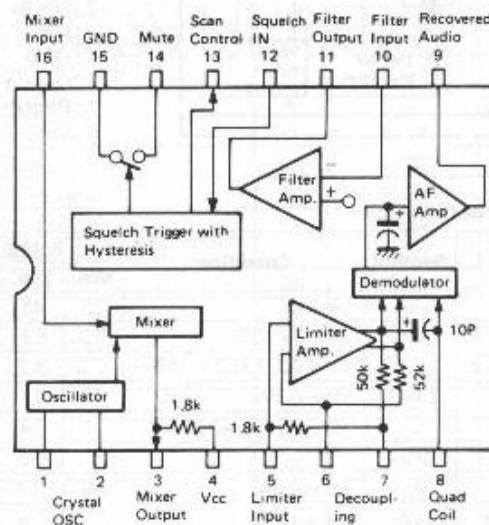 Mixer Input
GND
Mute
Scan Control
Squelch IN
Filter Output
Filter Input
Recovered Audio
16
15
14
13
12
11
10
9
Filter Amp.
−
+
AF Amp
+
Squelch Trigger with Hysteresis
Demodulator
Mixer
Limiter Amp.
+
10P
50k
52k
Oscillator
1.8k
1.8k
1
2
3
4
5
6
7
8
Crystal OSC
Mixer Output
Vcc
Limiter Input
Decoupling
Quad Coil